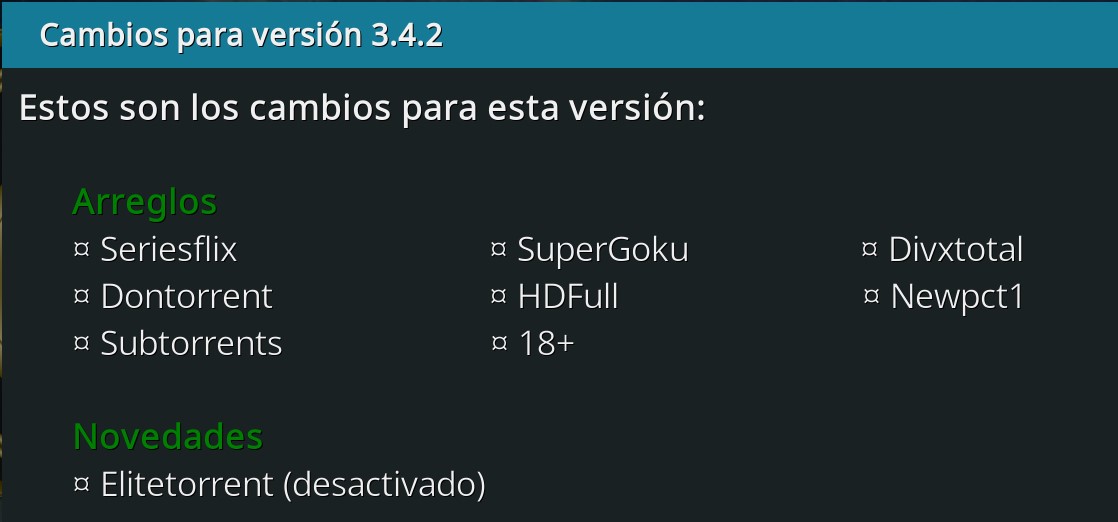 Cambios para versión 3.4.2
Estos son los cambios para esta versión:
Arreglos
¤ Seriesflix ¤ SuperGoku ¤ Divxtotal
¤ Dontorrent ¤ HDFull ¤ Newpct1
¤ Subtorrents ¤ 18+
Novedades
¤ Elitetorrent (desactivado)